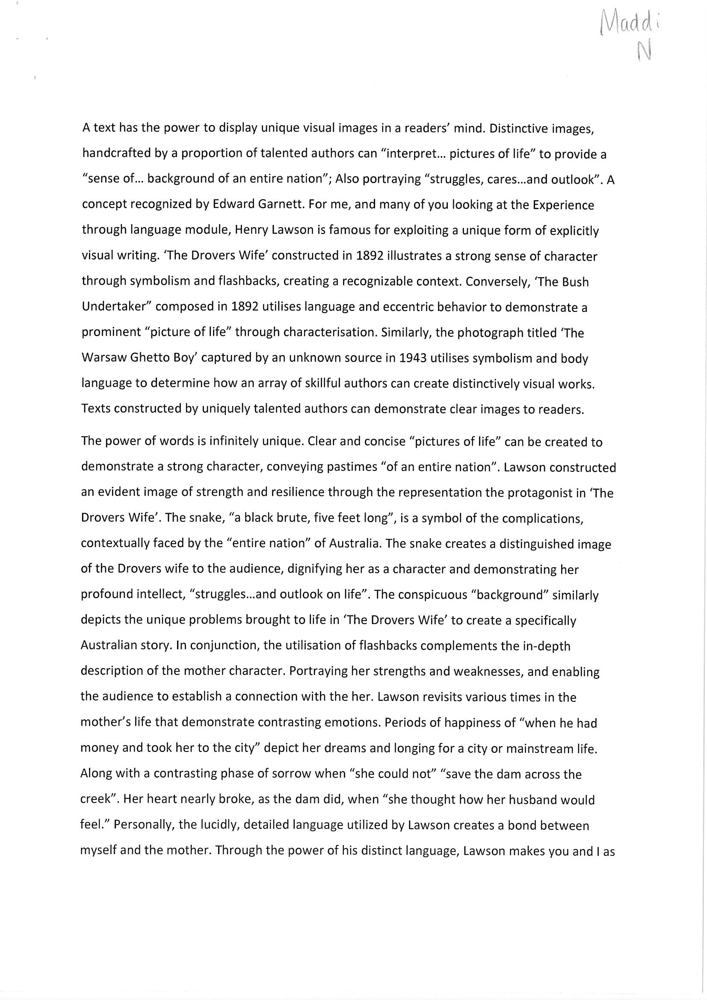 Maddi
N
A text has the power to display unique visual images in a readers’ mind. Distinctive images,
handcrafted by a proportion of talented authors can “interpret... pictures of life” to provide a
“sense of... background of an entire nation”; Also portraying “struggles, cares...and outlook”. A
concept recognized by Edward Garnett. For me, and many of you looking at the Experience
through language module, Henry Lawson is famous for exploiting a unique form of explicitly
visual writing. ‘The Drovers Wife’ constructed in 1892 illustrates a strong sense of character
through symbolism and flashbacks, creating a recognizable context. Conversely, ‘The Bush
Undertaker” composed in 1892 utilises language and eccentric behavior to demonstrate a
prominent “picture of life” through characterisation. Similarly, the photograph titled ‘The
Warsaw Ghetto Boy’ captured by an unknown source in 1943 utilises symbolism and body
language to determine how an array of skillful authors can create distinctively visual works.
Texts constructed by uniquely talented authors can demonstrate clear images to readers.
The power of words is infinitely unique. Clear and concise “pictures of life” can be created to
demonstrate a strong character, conveying pastimes “of an entire nation”. Lawson constructed
an evident image of strength and resilience through the representation the protagonist in ‘The
Drovers Wife’. The snake, “a black brute, five feet long”, is a symbol of the complications,
contextually faced by the “entire nation” of Australia. The snake creates a distinguished image
of the Drovers wife to the audience, dignifying her as a character and demonstrating her
profound intellect, “struggles...and outlook on life”. The conspicuous “background” similarly
depicts the unique problems brought to life in ‘The Drovers Wife’ to create a specifically
Australian story. In conjunction, the utilisation of flashbacks complements the in-depth
description of the mother character. Portraying her strengths and weaknesses, and enabling
the audience to establish a connection with the her. Lawson revisits various times in the
mother’s life that demonstrate contrasting emotions. Periods of happiness of “when he had
money and took her to the city” depict her dreams and longing for a city or mainstream life.
Along with a contrasting phase of sorrow when “she could not” “save the dam across the
creek”. Her heart nearly broke, as the dam did, when “she thought how her husband would
feel.” Personally, the lucidly, detailed language utilized by Lawson creates a bond between
myself and the mother. Through the power of his distinct language, Lawson makes you and I as